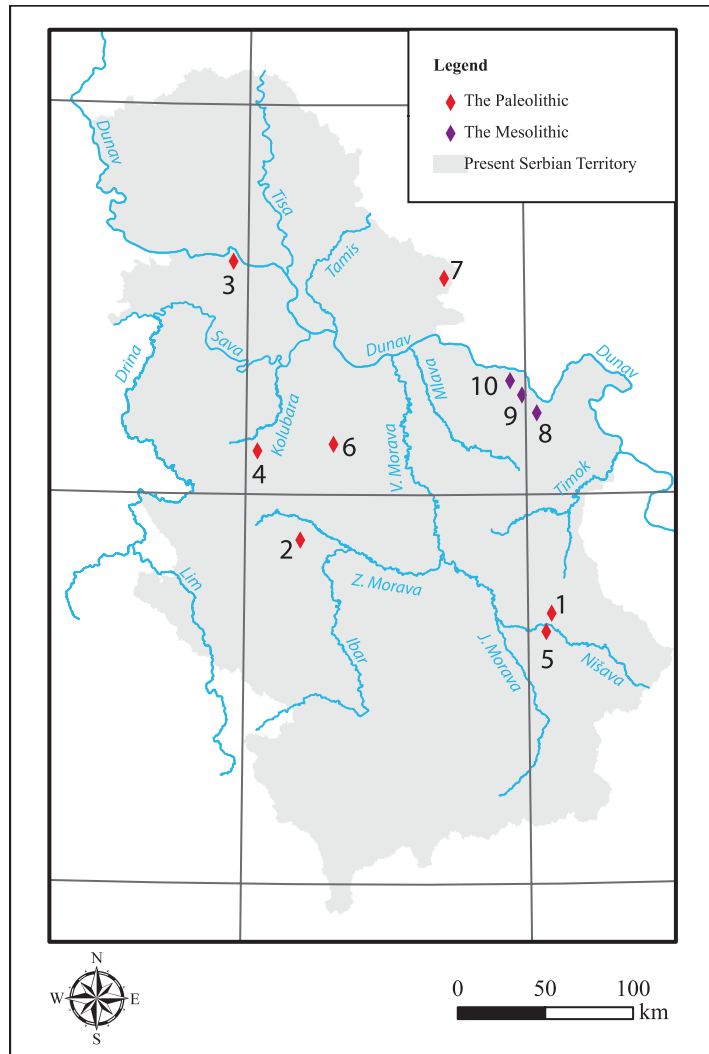 Legend
The Paleolithic
The Mesolithic
Present Serbian Territory
Dunav
Tisa
Tamis
7
3
Sava
Dunav
Dunav
Drina
Mlava
10
9
8
Kolubara
6
4
V. Morava
Timok
2
Z. Morava
Lim
1
Ibar
5
J. Morava
Nišava
N
W
E
S
0
50
100
km